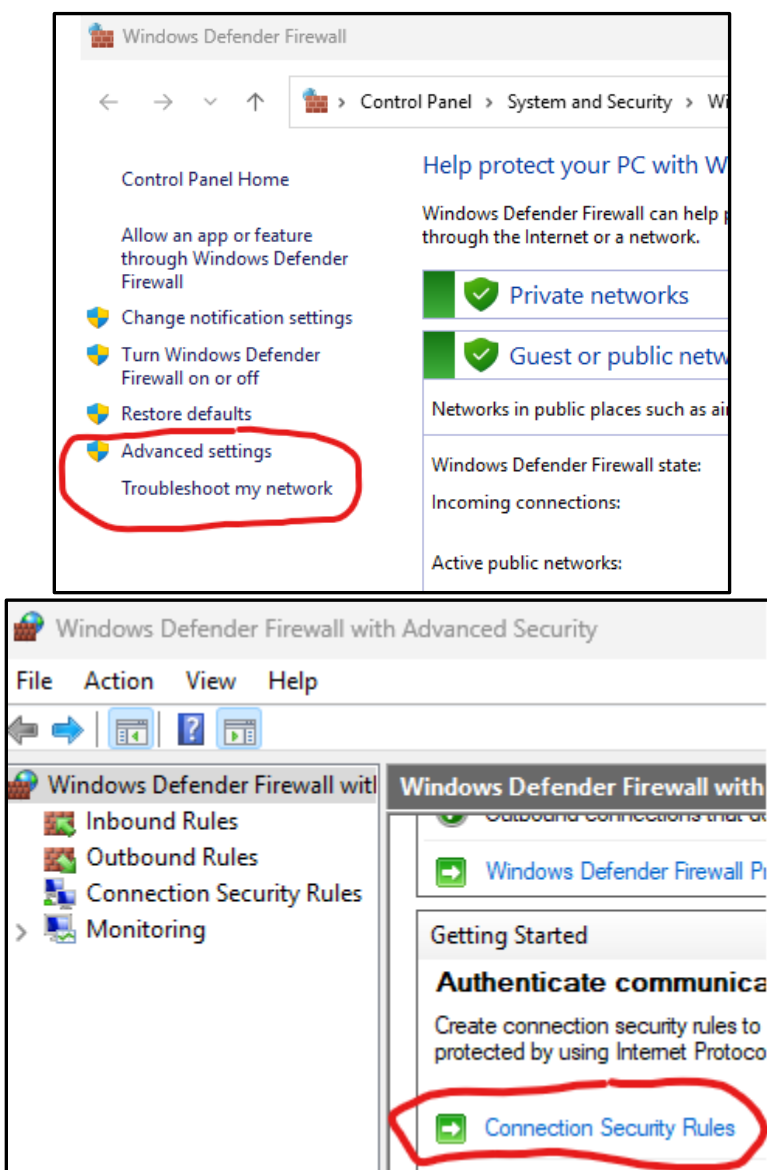 Windows Defender Firewall
Control Panel > System and Security >
Control Panel Home
Allow an app or feature
through Windows Defender
Firewall
Change notification settings
Turn Windows Defender
Firewall on or off
Restore defaults
Advanced settings
Troubleshoot my network
Help protect your PC with W
Windows Defender Firewall can help
through the Internet or a network.
Private networks
Guest or public netw
Networks in public places such as ai
Windows Defender Firewall state:
Incoming connections:
Active public networks:
Windows Defender Firewall with Advanced Security
File Action View Help
Windows Defender Firewall with
Inbound Rules
Outbound Rules
Connection Security Rules
Monitoring
Windows Defender Firewall with
Outbound connections that do
Windows Defender Firewall P
Getting Started
Authenticate communica
Create connection security rules to
protected by using Internet Protoco
Connection Security Rules